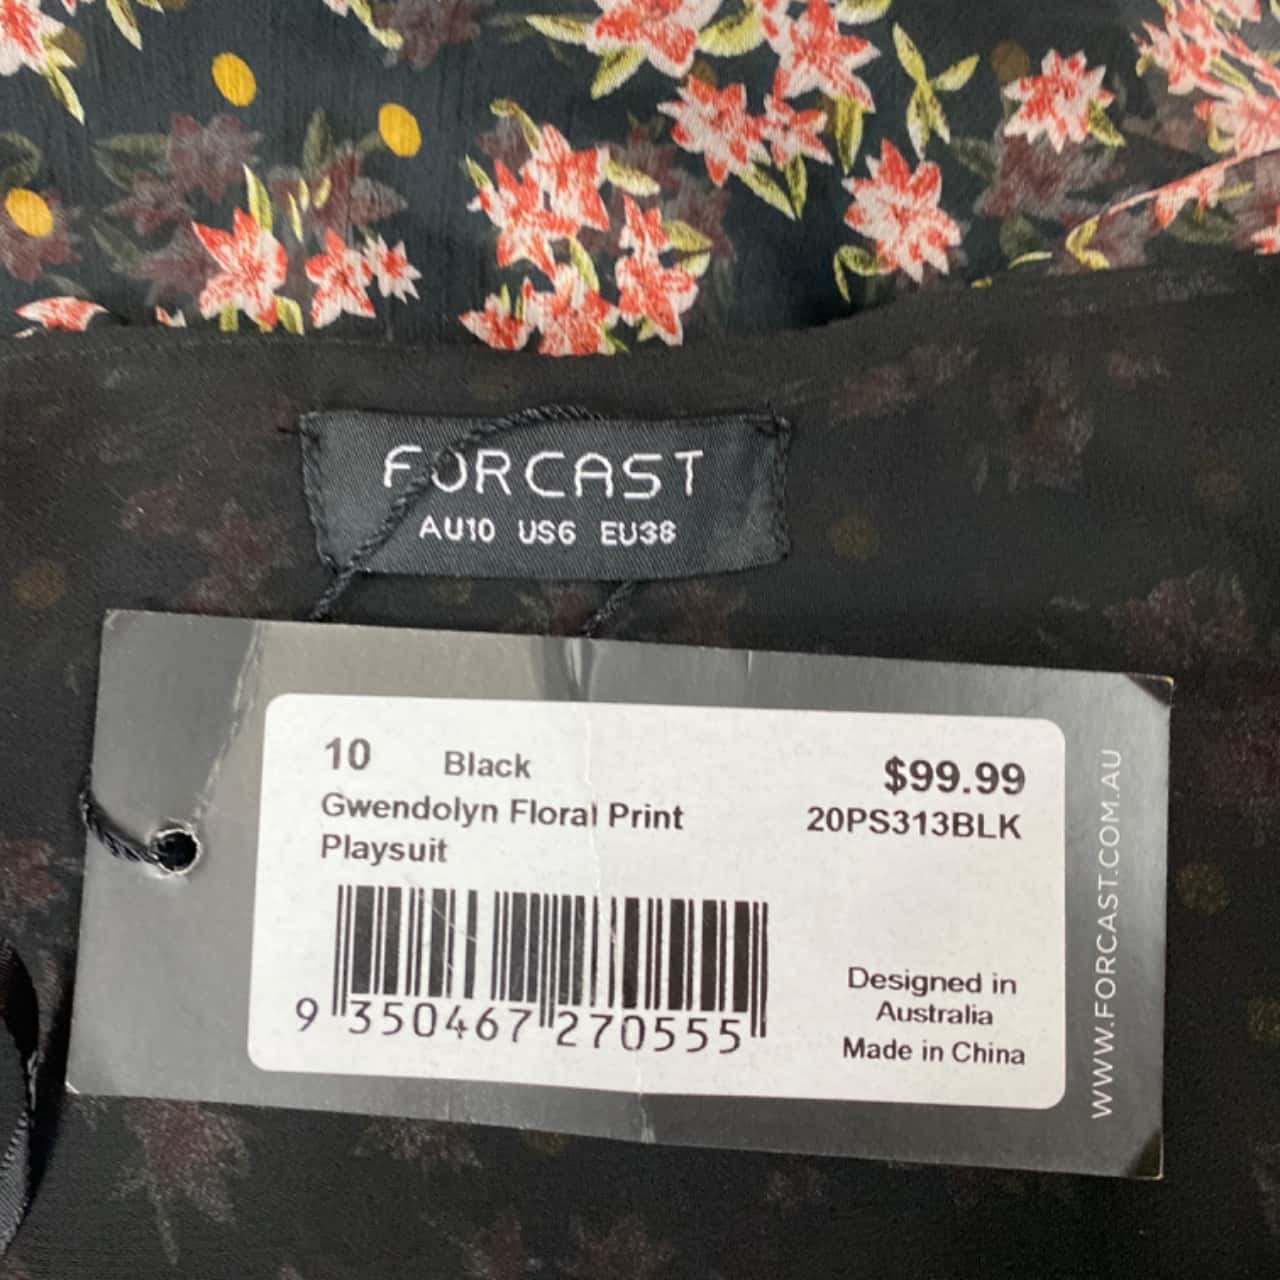 FORCAST
AU10 US6 EU38
10 Black $99.99
Gwendolyn Floral Print 20PS313BLK
Playsuit
9 350467 270555
Designed in
Australia
Made in China
WWW.FORCAST.COM.AU